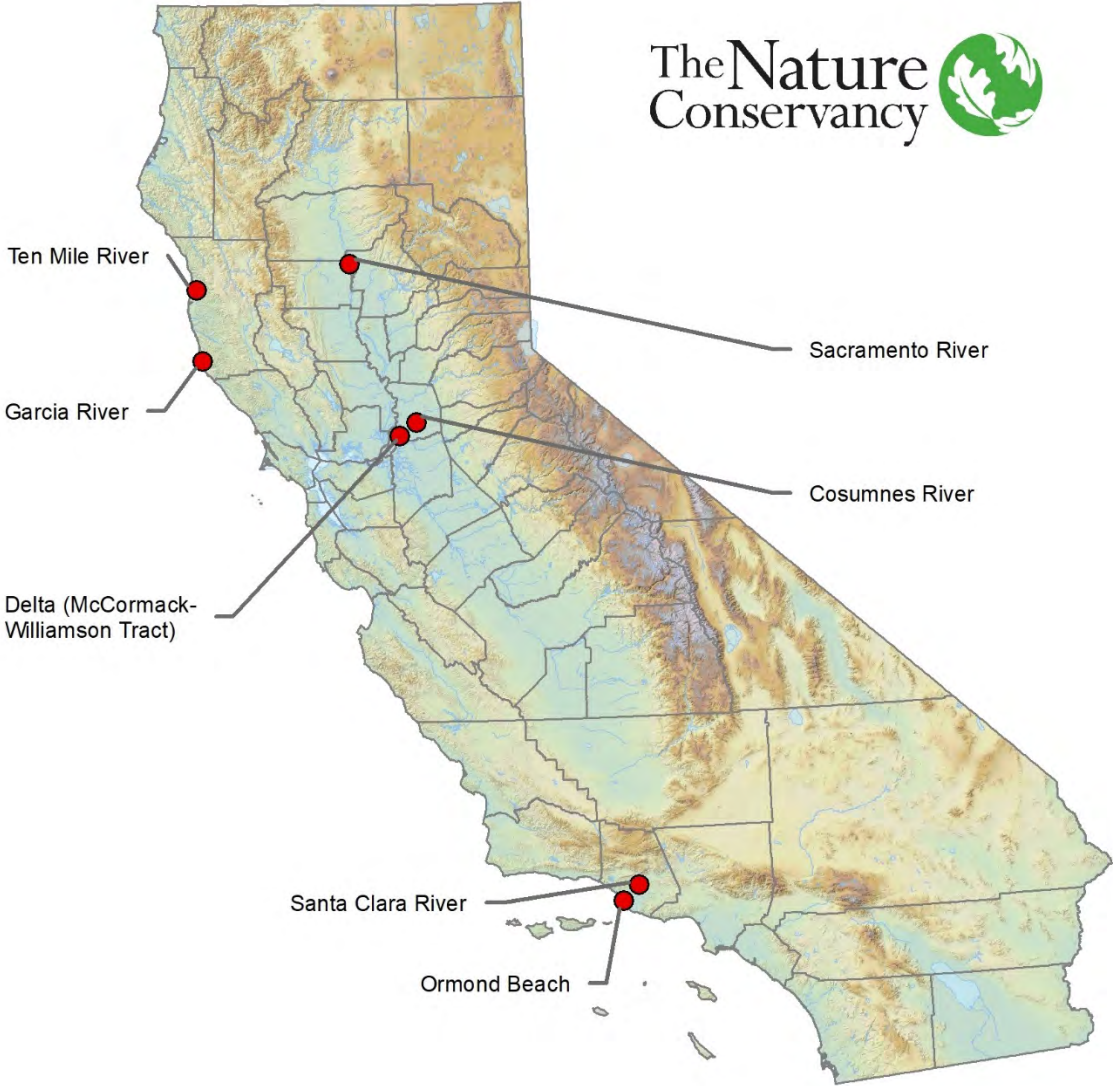 The Nature
Conservancy
Ten Mile River
Sacramento River
Garcia River
Cosumnes River
Delta (McCormack-
Williamson Tract)
Santa Clara River
Ormond Beach